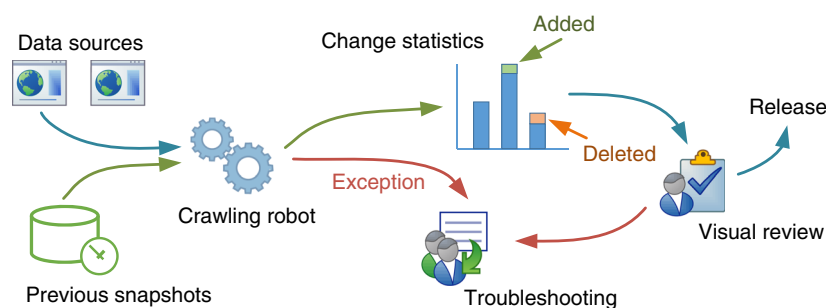 Data sources
Change statistics
Added
Release
Deleted
Exception
Crawling robot
Visual review
Previous snapshots
Troubleshooting